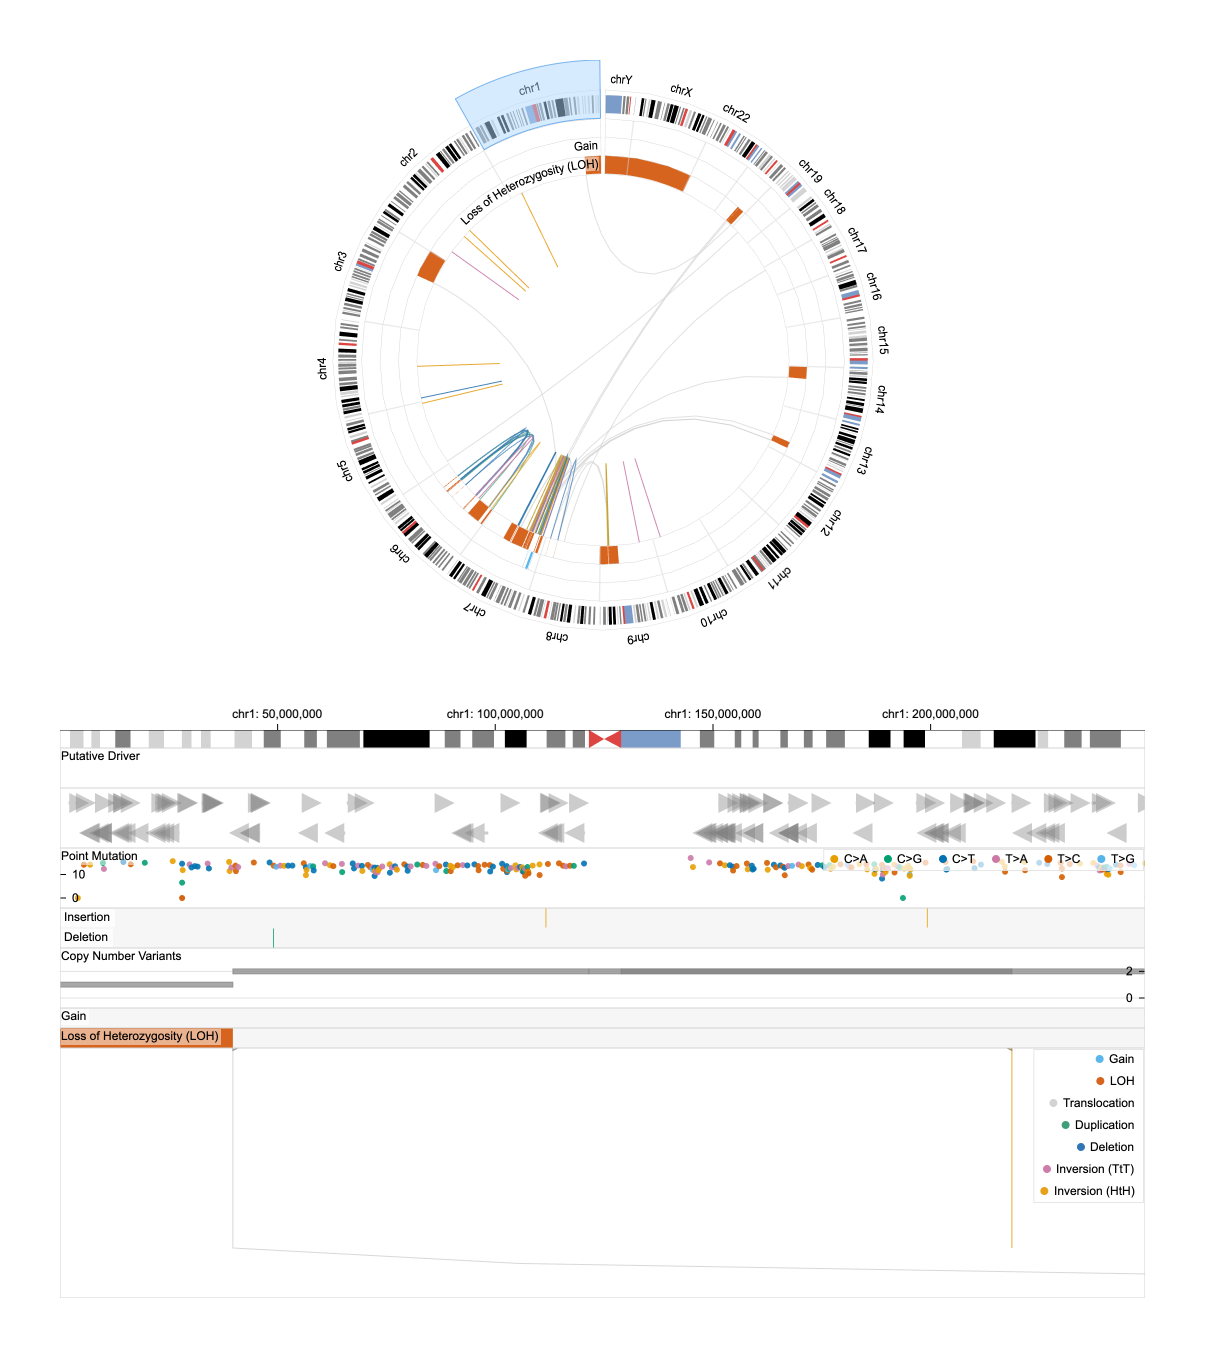 chrY
chrX
chr22
chr19
chr18
chr17
chr16
chr15
chr14
chr13
chr12
chr11
chr10
chr9
chr8
chr7
chr6
chr5
chr4
chr3
chr2
chr1
Gain
Loss of Heterozygosity (LOH)
chr1: 50,000,000 chr1: 100,000,000 chr1: 150,000,000 chr1: 200,000,000
Putative Driver
Point Mutation
C>A C>G C>T T>A T>C T>G
10
0
Insertion
Deletion
Copy Number Variants
2
0
Gain
Loss of Heterozygosity (LOH)
Gain
LOH
Translocation
Duplication
Deletion
Inversion (TtT)
Inversion (HtH)